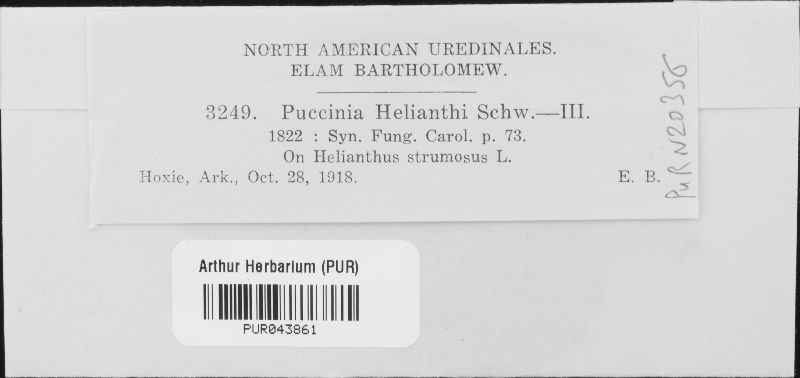 NORTH AMERICAN UREDINALES.
ELAM BARTHOLOMEW.
3249. Puccinia Helianthi Schw.—III.
1822 : Syn. Fung. Carol. p. 73.
On Helianthus strumosus L.
Hoxie, Ark., Oct. 28, 1918. E. B.
PUR N20356
Arthur Herbarium (PUR)
PUR043861